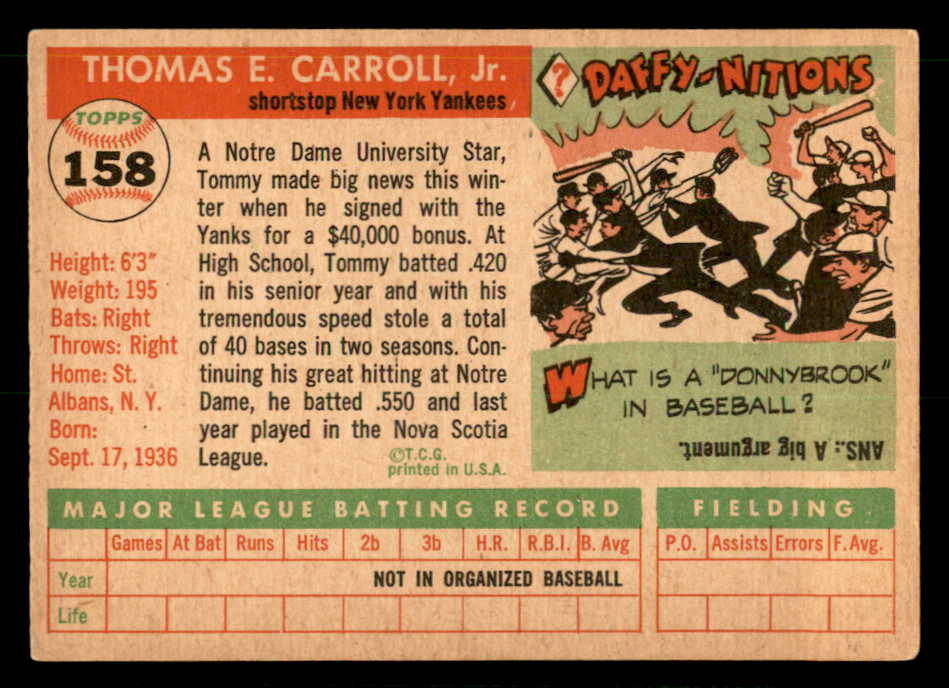 THOMAS E. CARROLL, Jr.
shortstop New York Yankees
TOPPS
158
A Notre Dame University Star,
Tommy made big news this win-
ter when he signed with the
Yanks for a $40,000 bonus. At
High School, Tommy batted .420
in his senior year and with his
tremendous speed stole a total
of 40 bases in two seasons. Con-
tinuing his great hitting at Notre
Dame, he batted .550 and last
year played in the Nova Scotia
League.
©T.C.G.
printed in U.S.A.
Height: 6'3"
Weight: 195
Bats: Right
Throws: Right
Home: St.
Albans, N. Y.
Born:
Sept. 17, 1936
?
DAFFY-NITIONS
WHAT IS A "DONNYBROOK"
IN BASEBALL?
ANS.: A big argument.
MAJOR LEAGUE BATTING RECORD
Games At Bat Runs Hits 2b 3b H.R. R.B.I. B. Avg
Year NOT IN ORGANIZED BASEBALL
Life
FIELDING
P.O. Assists Errors F. Avg.